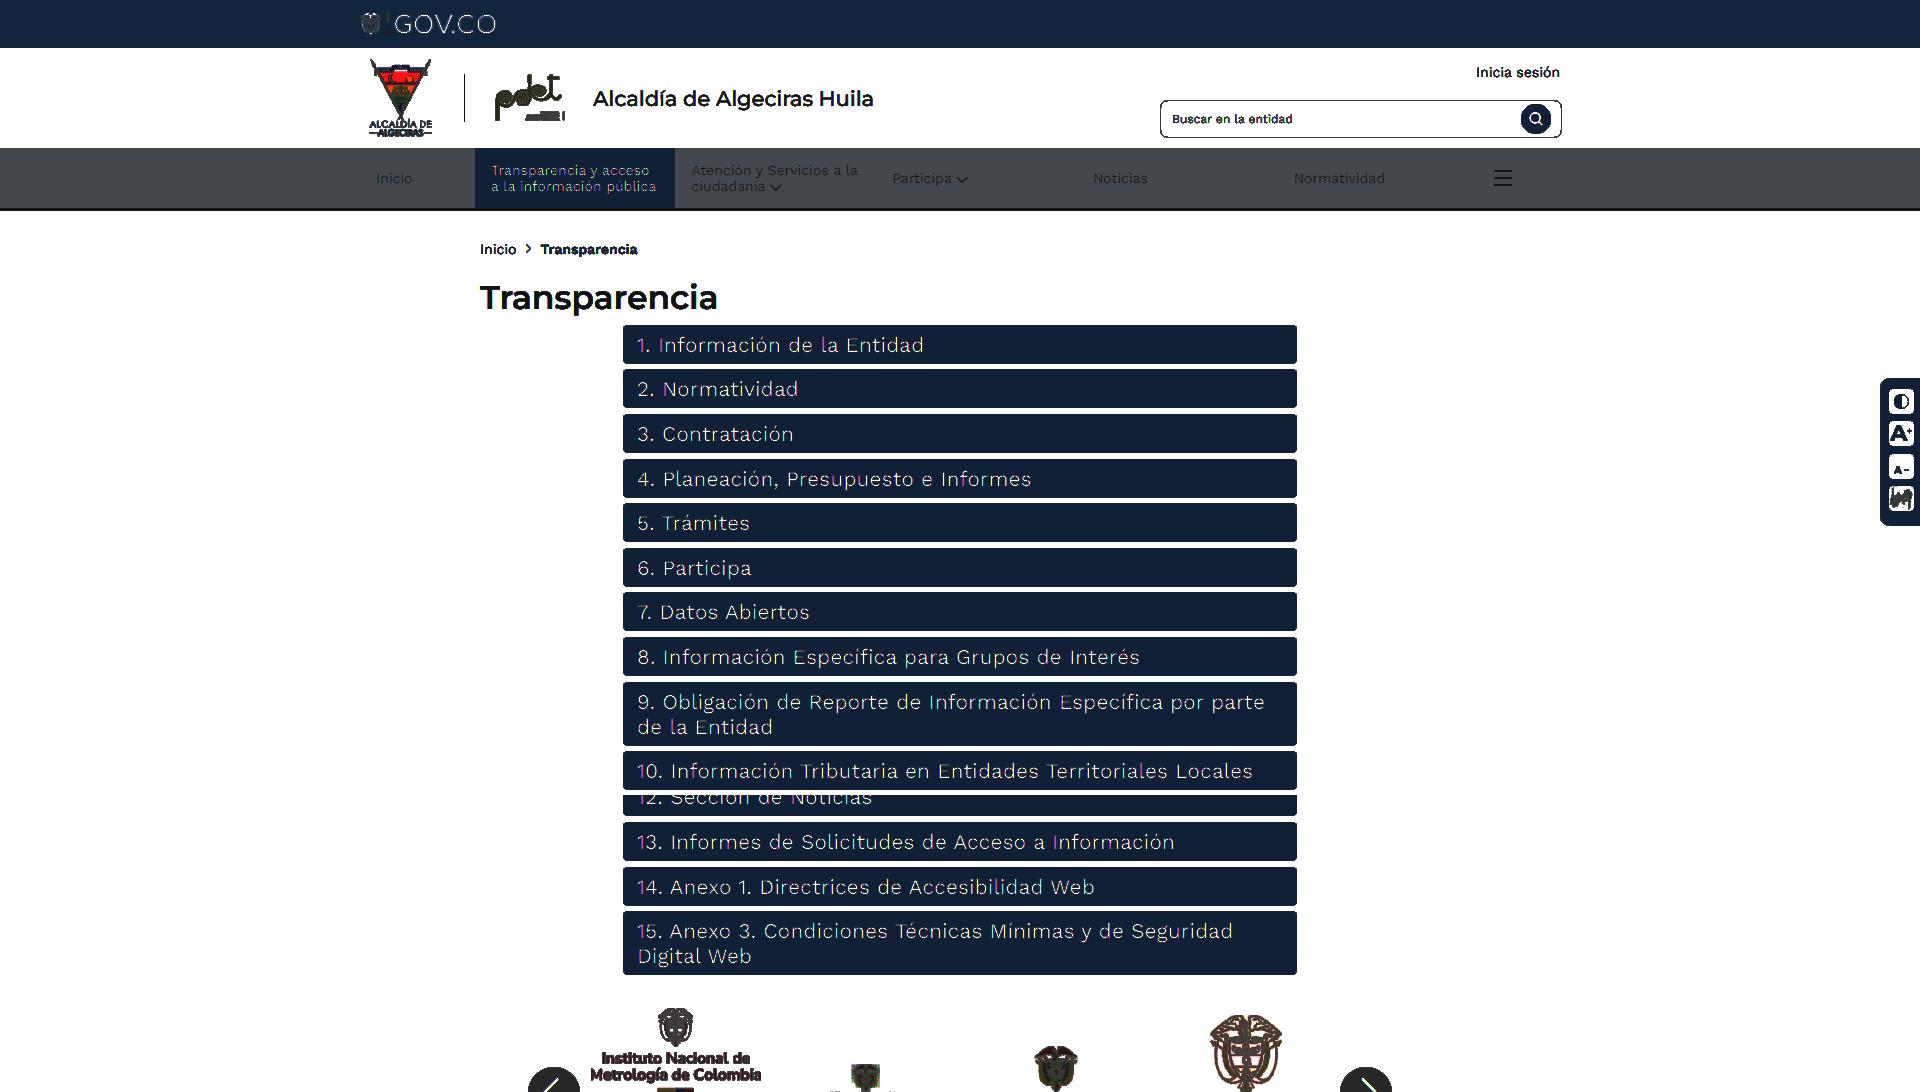 GOV.CO
ALCALDÍA DE
ALGECIRAS
pdet
Alcaldía de Algeciras Huila
Inicia sesión
Buscar en la entidad
Inicio
Transparencia y acceso
a la información pública
Atención y Servicios a la
ciudadanía
Participa
Noticias
Normatividad
Inicio > Transparencia
Transparencia
1. Información de la Entidad
2. Normatividad
3. Contratación
4. Planeación, Presupuesto e Informes
5. Trámites
6. Participa
7. Datos Abiertos
8. Información Específica para Grupos de Interés
9. Obligación de Reporte de Información Específica por parte
de la Entidad
10. Información Tributaria en Entidades Territoriales Locales
12. Sección de Noticias
13. Informes de Solicitudes de Acceso a Información
14. Anexo 1. Directrices de Accesibilidad Web
15. Anexo 3. Condiciones Técnicas Mínimas y de Seguridad
Digital Web
A+
A-
Instituto Nacional de
Metrología de Colombia